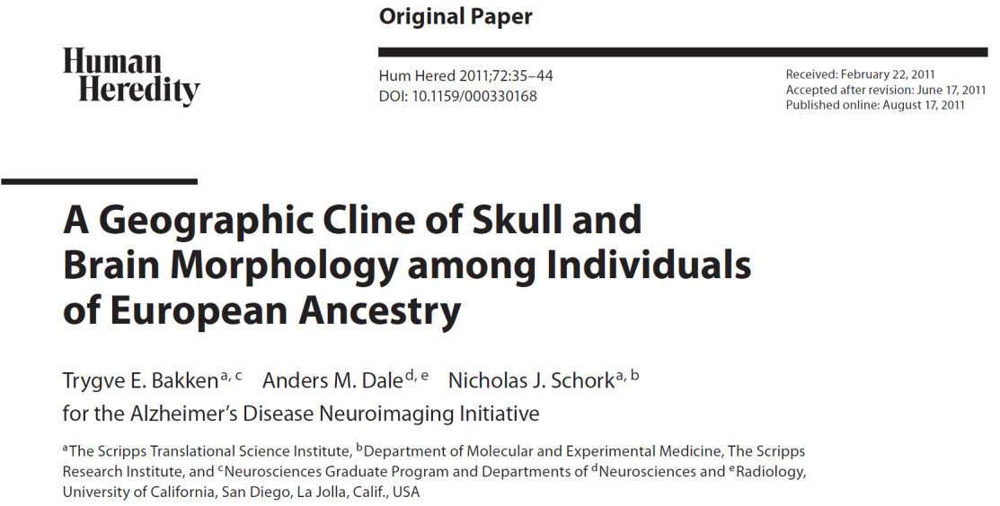 Original Paper
Human
Heredity
Hum Hered 2011;72:35–44
DOI: 10.1159/000330168
Received: February 22, 2011
Accepted after revision: June 17, 2011
Published online: August 17, 2011
A Geographic Cline of Skull and
Brain Morphology among Individuals
of European Ancestry
Trygve E. Bakken a, c Anders M. Dale d, e Nicholas J. Schork a, b
for the Alzheimer’s Disease Neuroimaging Initiative
a The Scripps Translational Science Institute, b Department of Molecular and Experimental Medicine, The Scripps
Research Institute, and c Neurosciences Graduate Program and Departments of d Neurosciences and e Radiology,
University of California, San Diego, La Jolla, Calif., USA